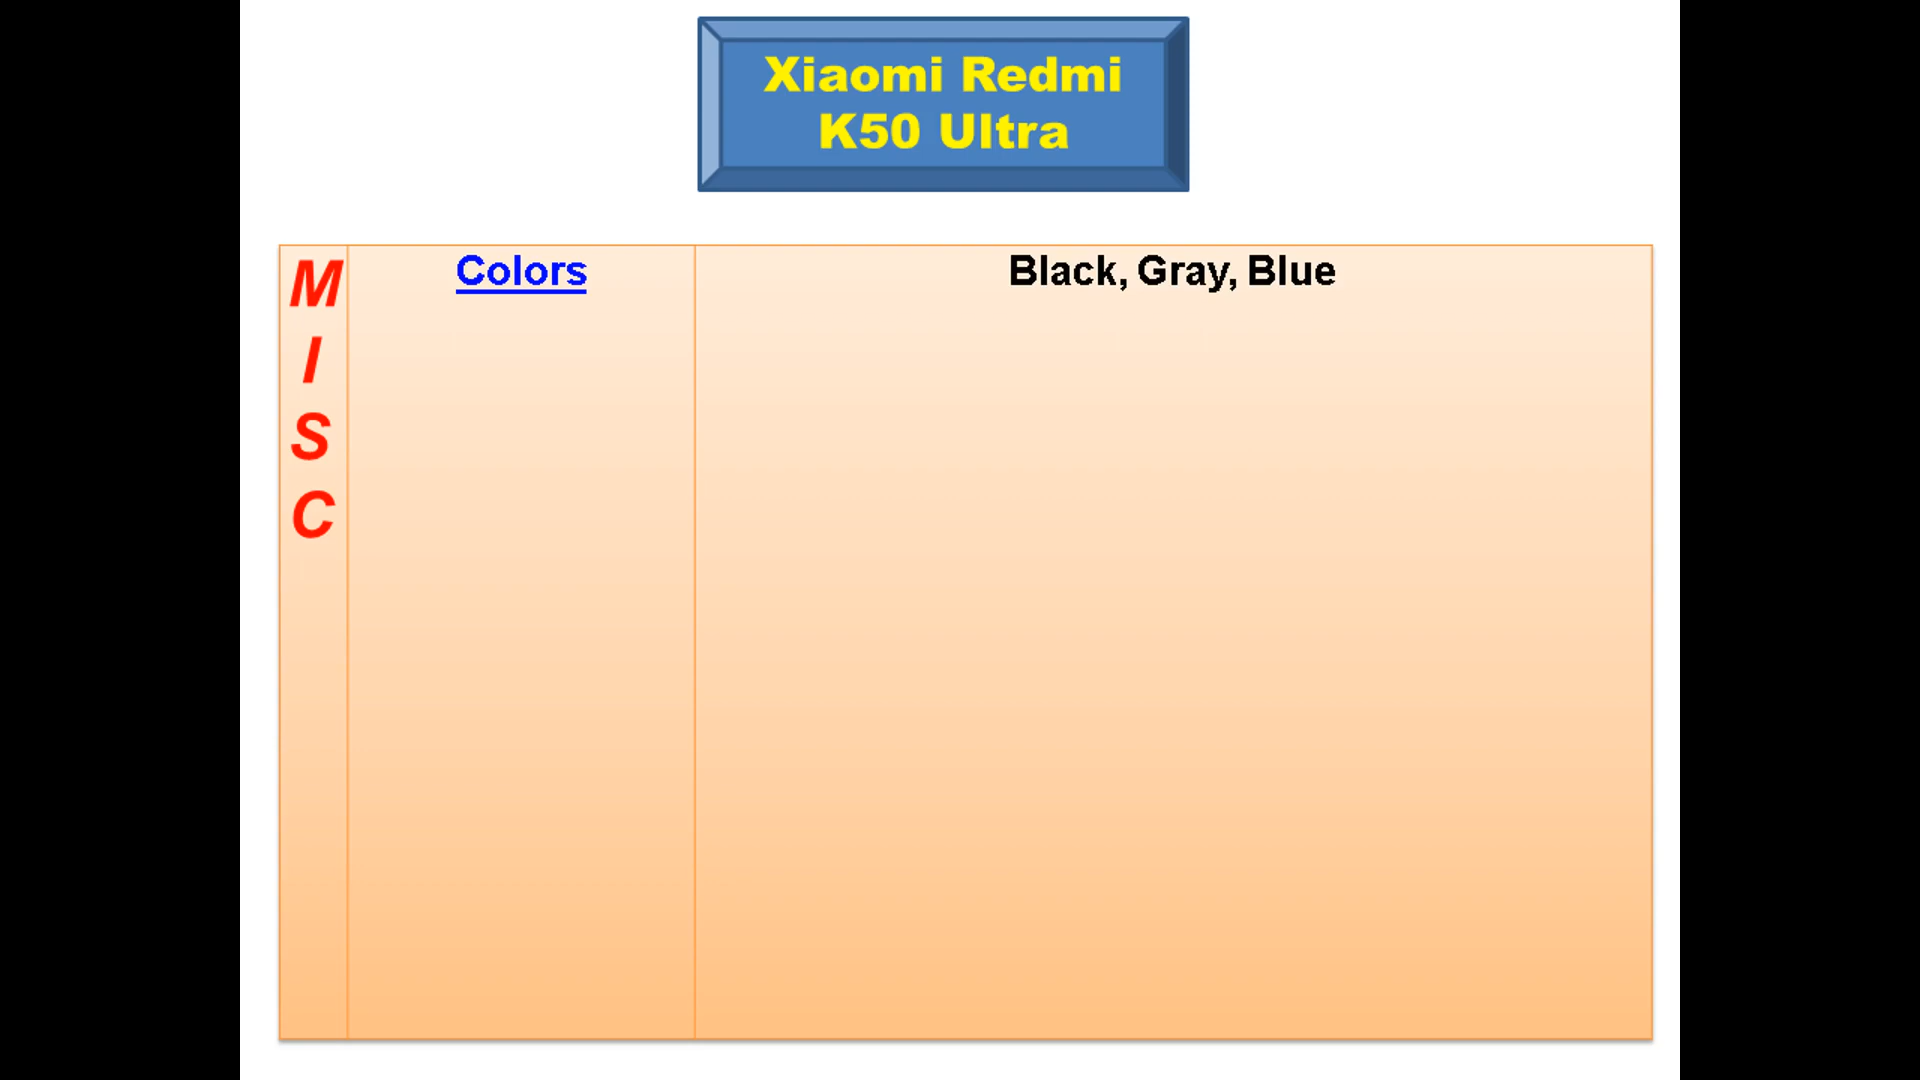 Xiaomi Redmi
K50 Ultra
M
I
S
C
Colors
Black, Gray, Blue